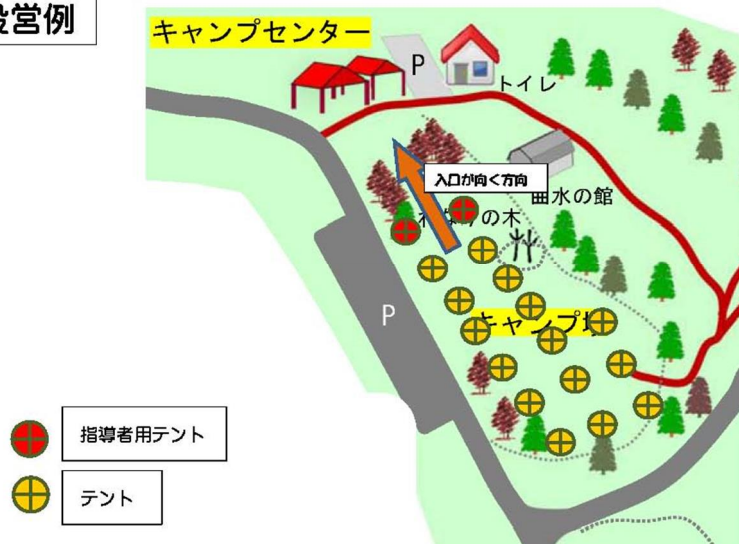 営例
キャンプセンター
P
トイレ
入口が向く方向
曲水の館
の木
P
キャンプ場
指導者用テント
テント